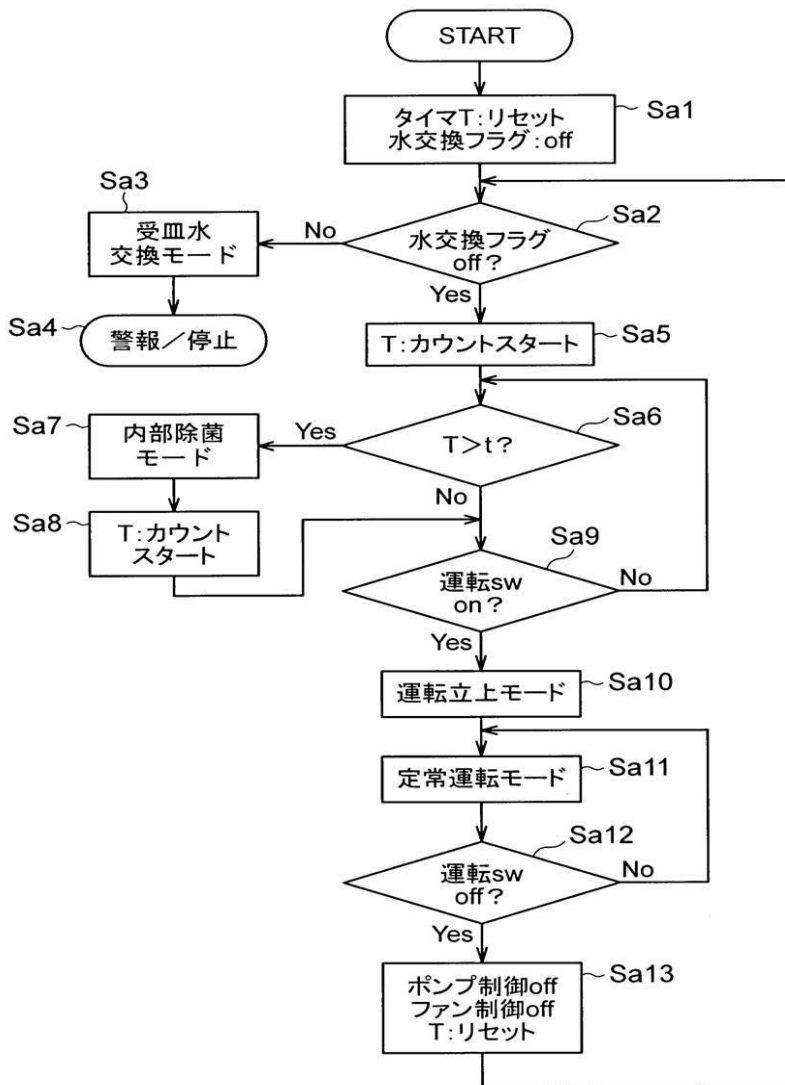 START
タイマT:リセット
水交換フラグ:off
Sa1
Sa3
受皿水
交換モード
No
水交換フラグ
off?
Sa2
Yes
Sa4
警報/停止
T:カウントスタート
Sa5
Sa7
内部除菌
モード
Yes
T>t?
Sa6
No
Sa8
T:カウント
スタート
運転sw
on?
Sa9
No
Yes
運転立上モード
Sa10
定常運転モード
Sa11
運転sw
off?
Sa12
No
Yes
ポンプ制御off
ファン制御off
T:リセット
Sa13